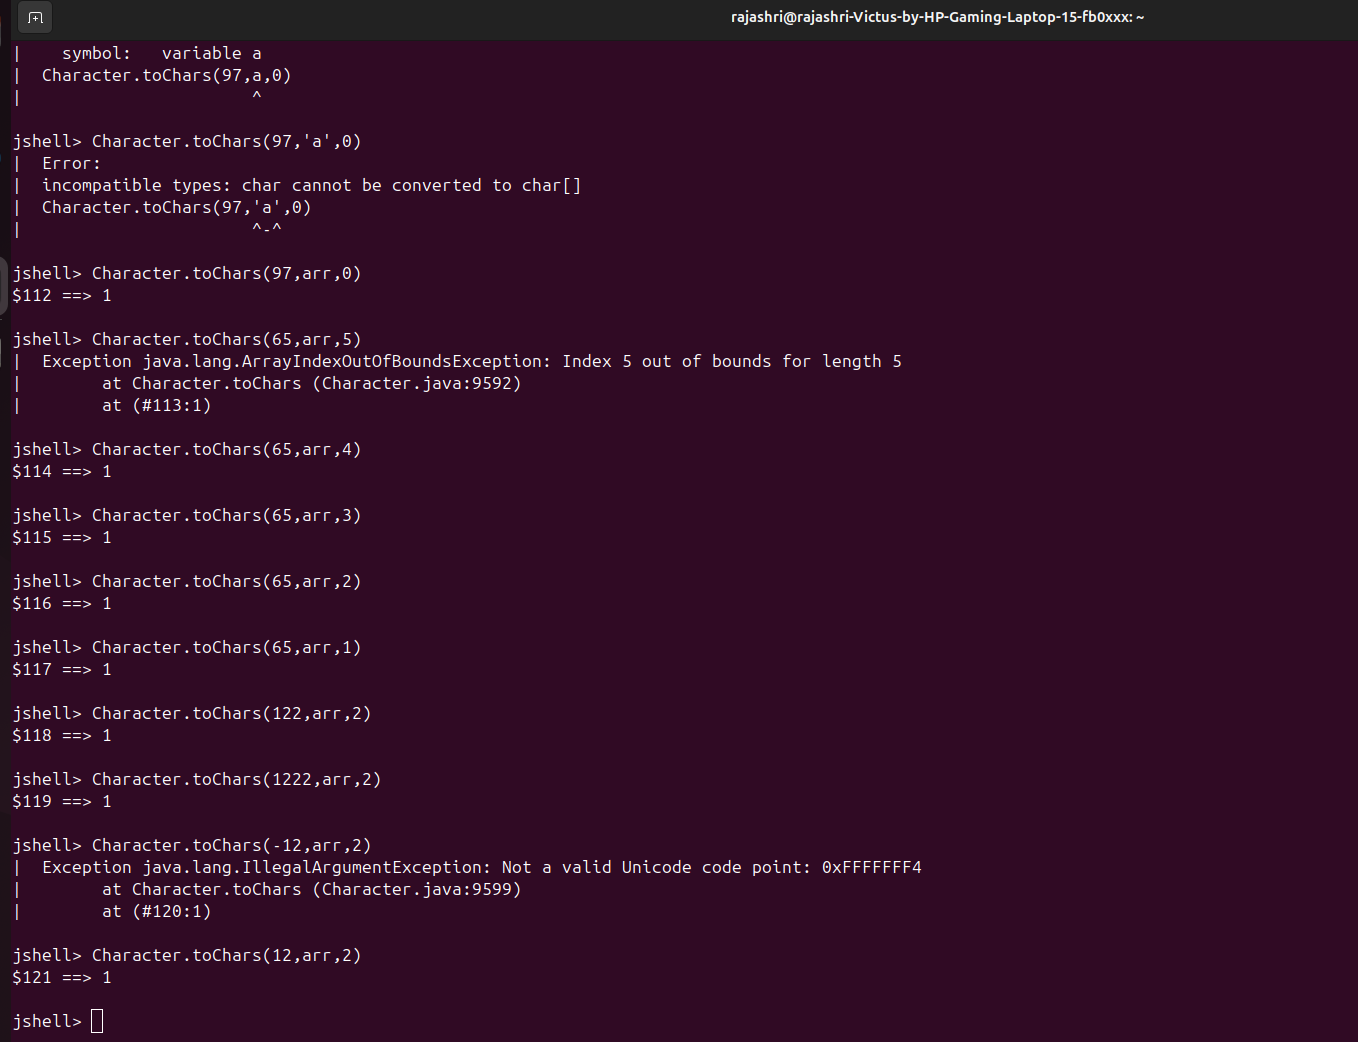 rajashri@rajashri-Victus-by-HP-Gaming-Laptop-15-fb0xxx: ~
|    symbol:   variable a
|  Character.toChars(97,a,0)
|                       ^
jshell> Character.toChars(97,'a',0)
|  Error:
|  incompatible types: char cannot be converted to char[]
|  Character.toChars(97,'a',0)
|                       ^-^
jshell> Character.toChars(97,arr,0)
$112 ==> 1
jshell> Character.toChars(65,arr,5)
|  Exception java.lang.ArrayIndexOutOfBoundsException: Index 5 out of bounds for length 5
|        at Character.toChars (Character.java:9592)
|        at (#113:1)
jshell> Character.toChars(65,arr,4)
$114 ==> 1
jshell> Character.toChars(65,arr,3)
$115 ==> 1
jshell> Character.toChars(65,arr,2)
$116 ==> 1
jshell> Character.toChars(65,arr,1)
$117 ==> 1
jshell> Character.toChars(122,arr,2)
$118 ==> 1
jshell> Character.toChars(1222,arr,2)
$119 ==> 1
jshell> Character.toChars(-12,arr,2)
|  Exception java.lang.IllegalArgumentException: Not a valid Unicode code point: 0xFFFFFFF4
|        at Character.toChars (Character.java:9599)
|        at (#120:1)
jshell> Character.toChars(12,arr,2)
$121 ==> 1
jshell>